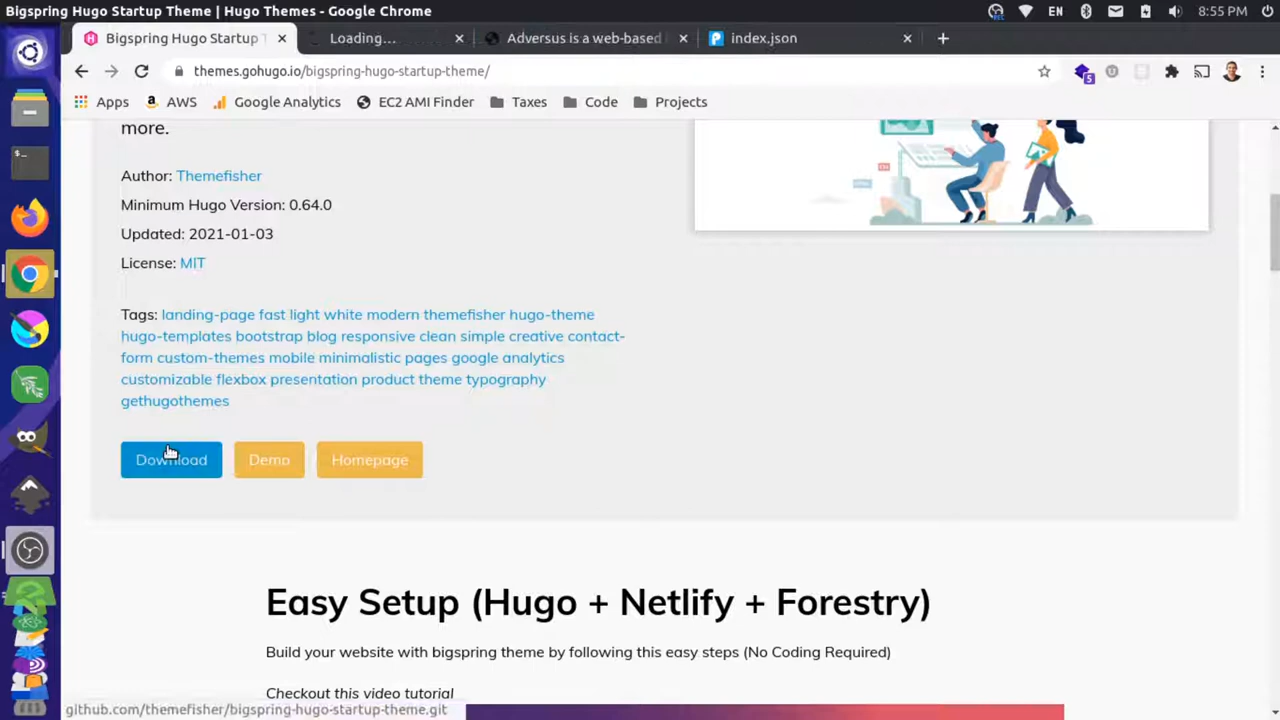 Bigspring Hugo Startup Theme | Hugo Themes - Google Chrome
EN
8:55 PM
Bigspring Hugo Startup T
Loading…
Adversus is a web-based
index.json
themes.gohugo.io/bigspring-hugo-startup-theme/
5
Apps
AWS
Google Analytics
EC2 AMI Finder
Taxes
Code
Projects
more.
Author: Themefisher
Minimum Hugo Version: 0.64.0
Updated: 2021-01-03
License: MIT
Tags: landing-page fast light white modern themefisher hugo-theme
hugo-templates bootstrap blog responsive clean simple creative contact-
form custom-themes mobile minimalistic pages google analytics
customizable flexbox presentation product theme typography
gethugothemes
Download
Demo
Homepage
Easy Setup (Hugo + Netlify + Forestry)
Build your website with bigspring theme by following this easy steps (No Coding Required)
Checkout this video tutorial
github.com/themefisher/bigspring-hugo-startup-theme.git